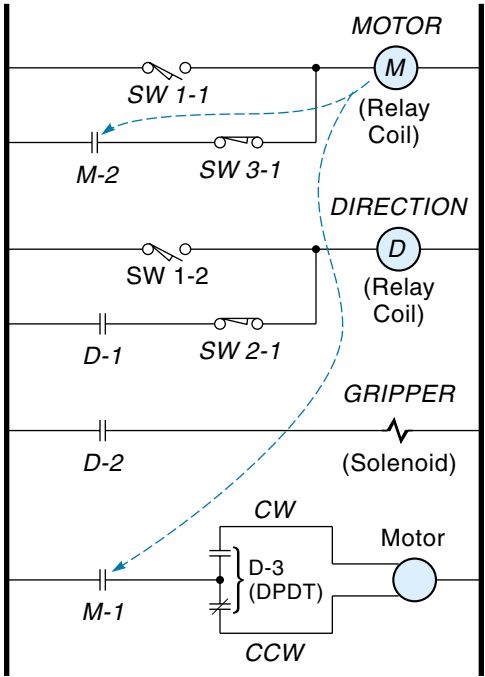 MOTOR
M
SW 1-1
(Relay
Coil)
M-2
SW 3-1
DIRECTION
D
SW 1-2
(Relay
Coil)
D-1
SW 2-1
GRIPPER
D-2
(Solenoid)
CW
Motor
D-3
(DPDT)
M-1
CCW